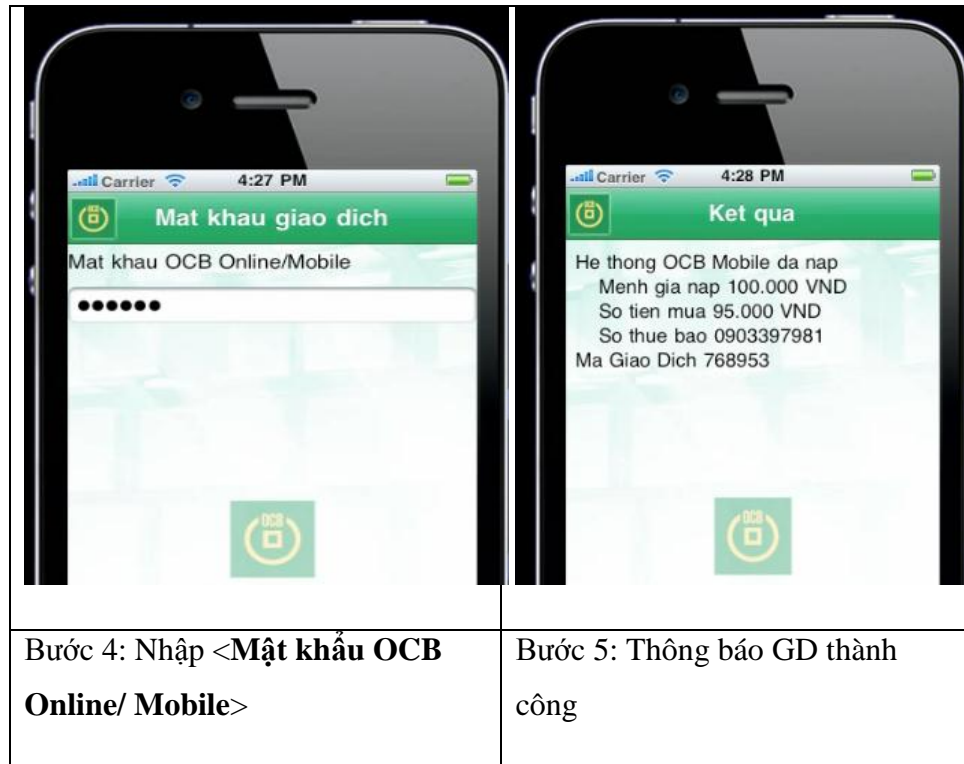 Carrier 4:27 PM
Mat khau giao dich
Mat khau OCB Online/Mobile
●●●●●●
OCB
Carrier 4:28 PM
Ket qua
He thong OCB Mobile da nap
Menh gia nap 100.000 VND
So tien mua 95.000 VND
So thue bao 0903397981
Ma Giao Dich 768953
OCB
Bước 4: Nhập <Mật khẩu OCB
Online/ Mobile>
Bước 5: Thông báo GD thành
công